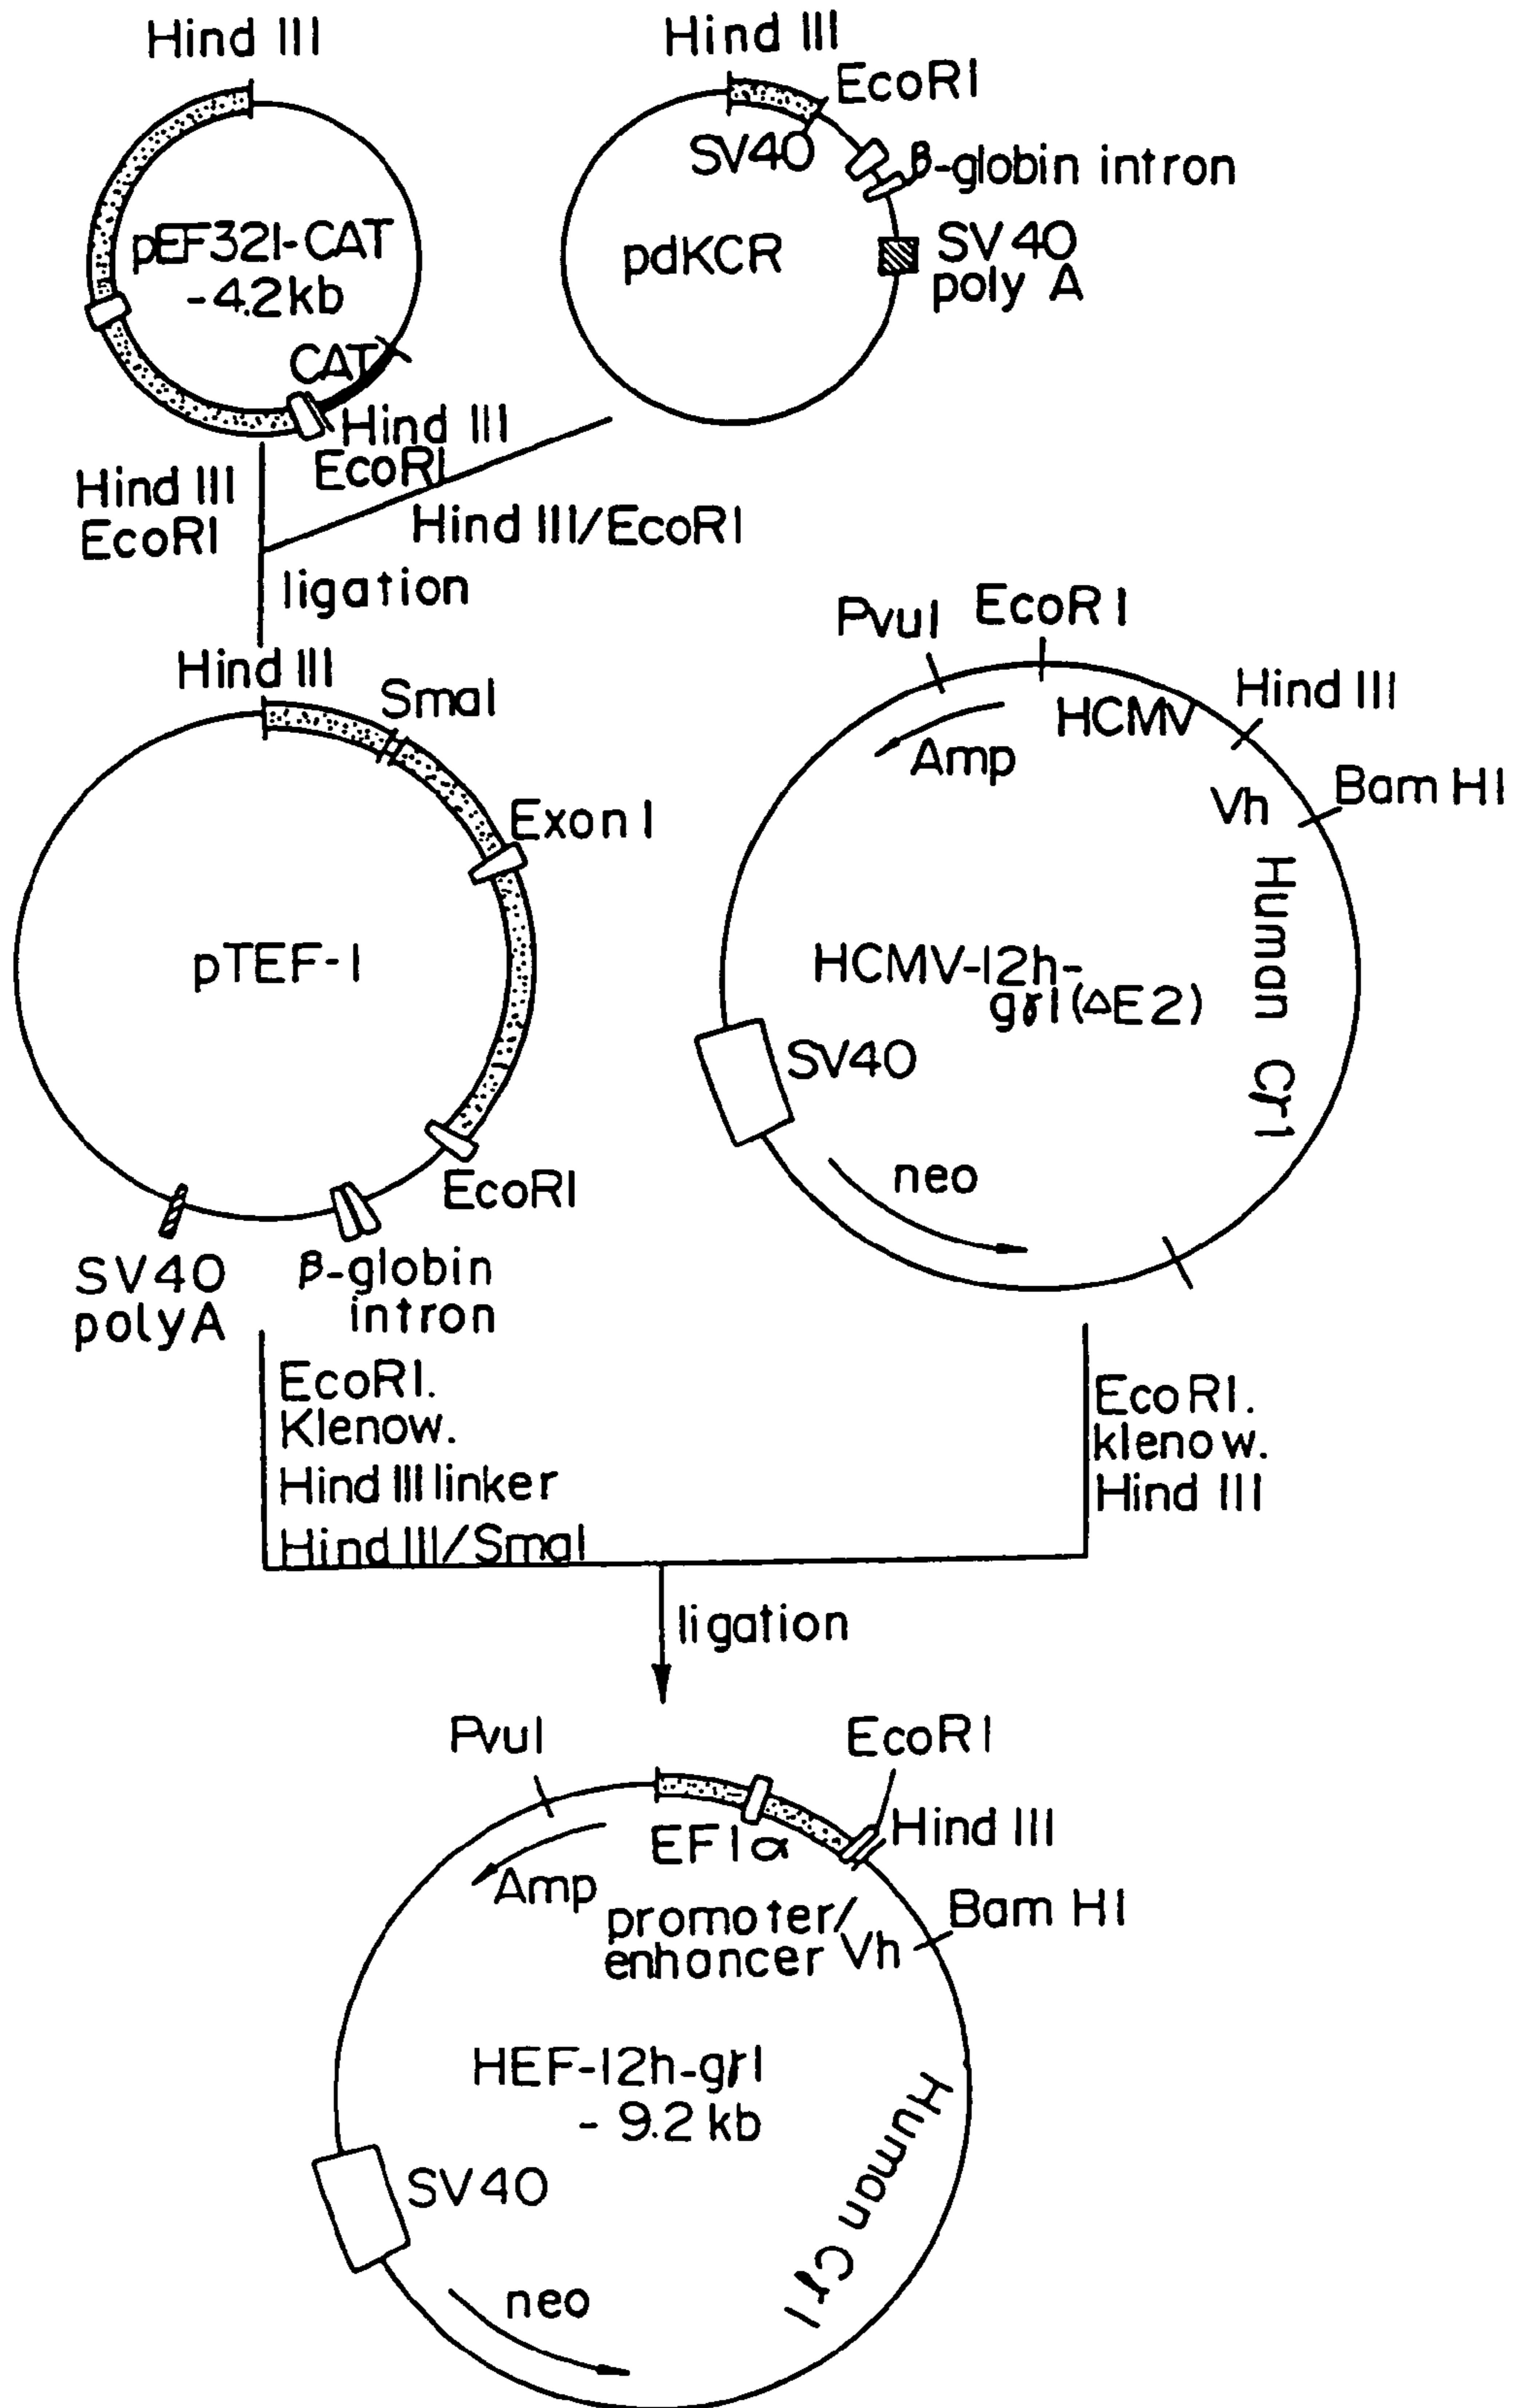 Hind III
pEF321-CAT
-4.2kb
CAT
Hind III
EcoRI
Hind III
EcoRI
SV40
β-globin intron
pdKCR
SV40
poly A
Hind III
EcoRI
Hind III/EcoRI
ligation
Hind III
SmaI
Exon I
pTEF-1
EcoRI
SV40
polyA
β-globin
intron
PvuI
EcoRI
HCMV
Hind III
Amp
Vh
Bam HI
Human Cγ1
HCMV-12h-
gγ1(ΔE2)
SV40
neo
EcoRI.
Klenow.
Hind III linker
Hind III/SmaI
EcoRI.
klenow.
Hind III
ligation
PvuI
EcoRI
EF1α
Hind III
Amp
promoter/
enhancer
Vh
Bam HI
HEF-12h-gγ1
- 9.2 kb
Human Cγ1
SV40
neo